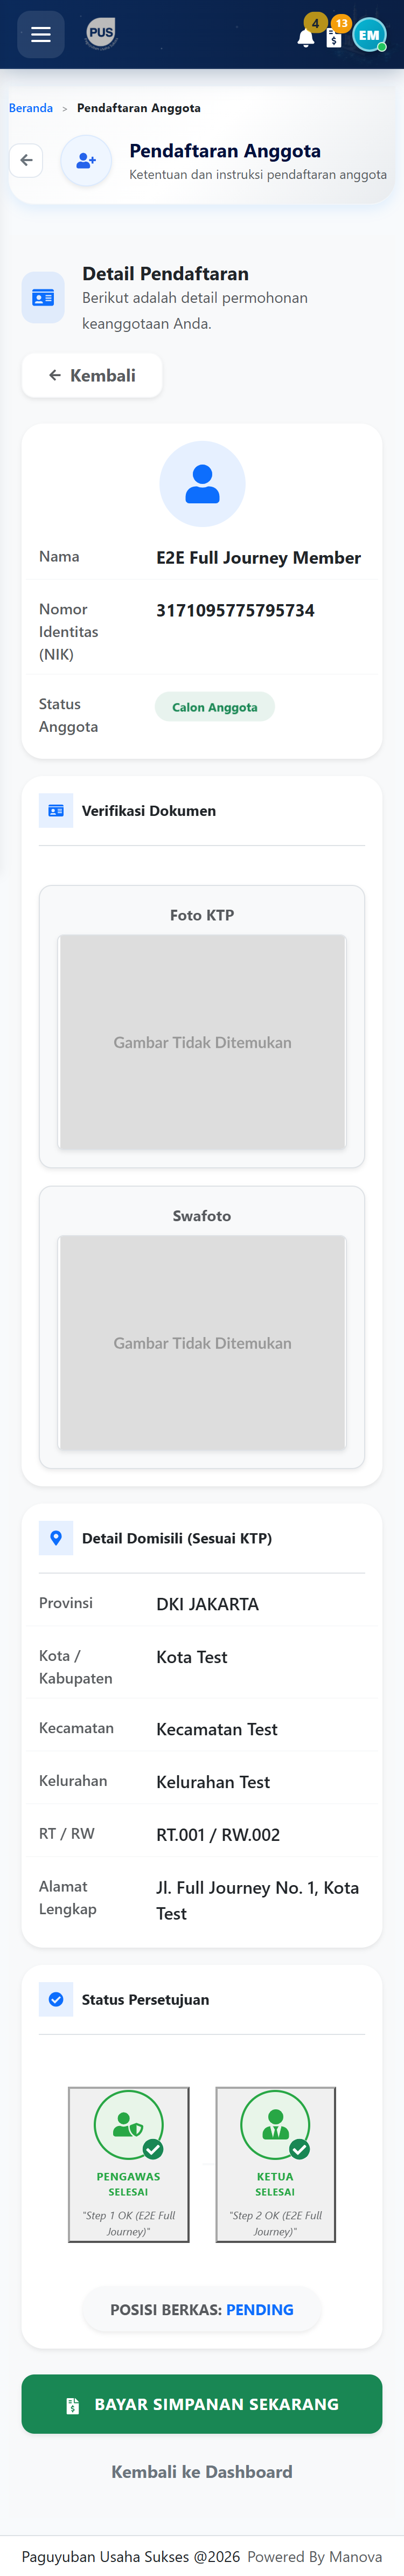 PUS
4
13
EM
Beranda > Pendaftaran Anggota
Pendaftaran Anggota
Ketentuan dan instruksi pendaftaran anggota
Detail Pendaftaran
Berikut adalah detail permohonan
keanggotaan Anda.
Kembali
Nama
E2E Full Journey Member
Nomor
Identitas
(NIK)
3171095775795734
Status
Anggota
Calon Anggota
Verifikasi Dokumen
Foto KTP
Gambar Tidak Ditemukan
Swafoto
Gambar Tidak Ditemukan
Detail Domisili (Sesuai KTP)
Provinsi
DKI JAKARTA
Kota /
Kabupaten
Kota Test
Kecamatan
Kecamatan Test
Kelurahan
Kelurahan Test
RT / RW
RT.001 / RW.002
Alamat
Lengkap
Jl. Full Journey No. 1, Kota
Test
Status Persetujuan
PENGAWAS
SELESAI
"Step 1 OK (E2E Full
Journey)"
KETUA
SELESAI
"Step 2 OK (E2E Full
Journey)"
POSISI BERKAS: PENDING
BAYAR SIMPANAN SEKARANG
Kembali ke Dashboard
Paguyuban Usaha Sukses @2026 Powered By Manova